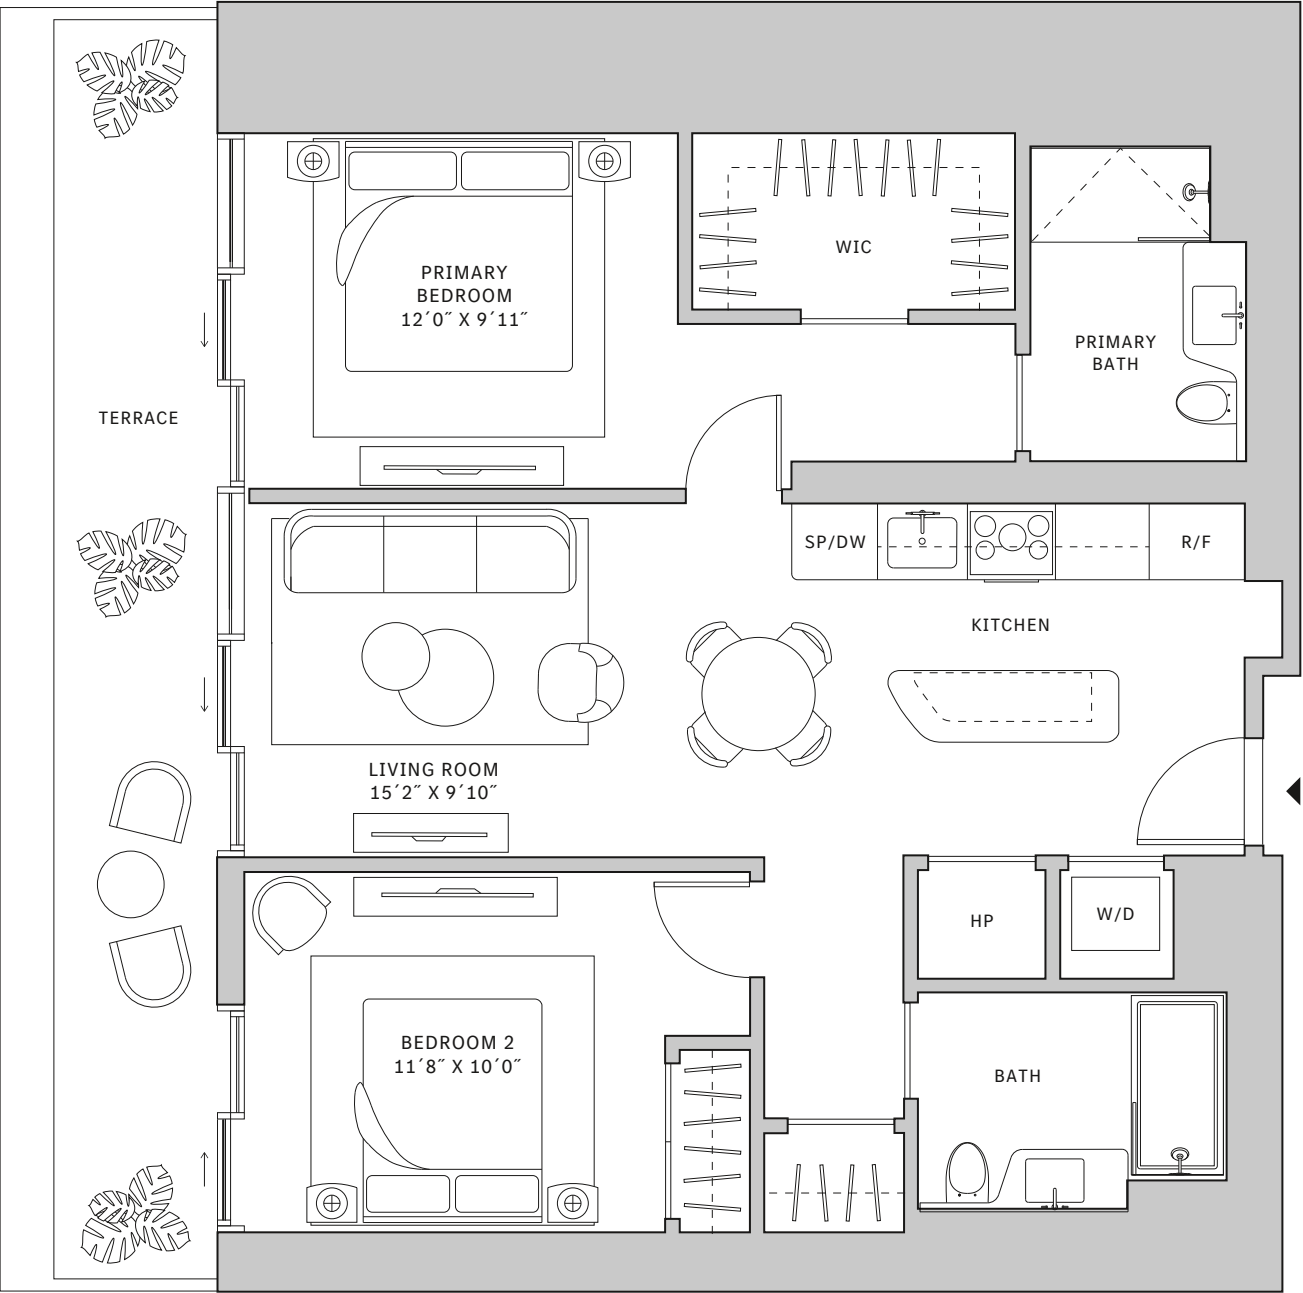 WIC
PRIMARY
BEDROOM
12´0˝ X 9´11˝
PRIMARY
BATH
TERRACE
SP/DW
R/F
KITCHEN
LIVING ROOM
15´2˝ X 9´10˝
HP
W/D
BEDROOM 2
11´8˝ X 10´0˝
BATH